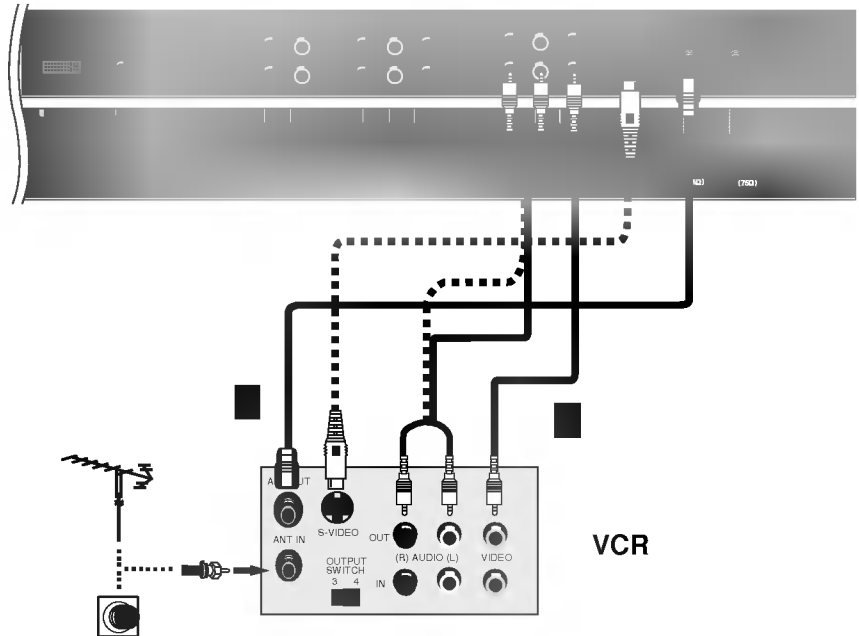 (75Ω)
S-VIDEO
ANT IN
OUT
(R) AUDIO (L)
VIDEO
OUTPUT
SWITCH
3 4
IN
VCR